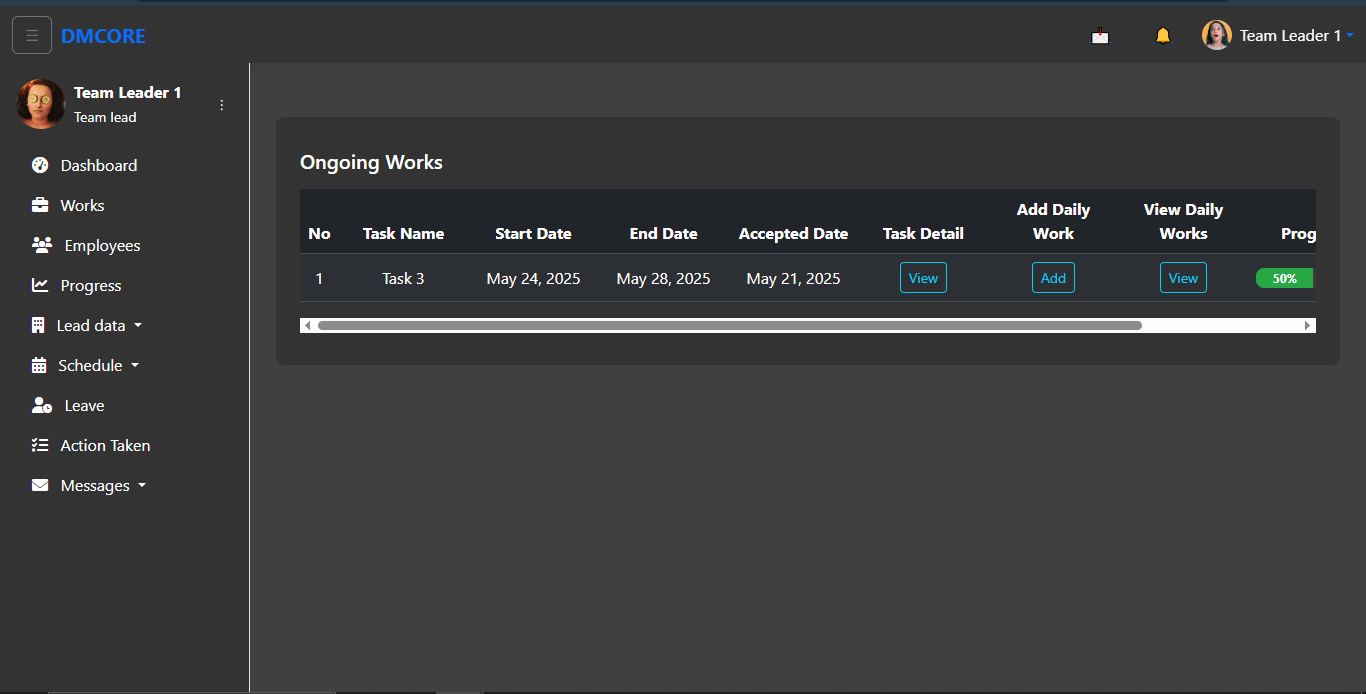 DMCORE
Team Leader 1
Team Leader 1
Team lead
Dashboard
Works
Employees
Progress
Lead data
Schedule
Leave
Action Taken
Messages
Ongoing Works
No Task Name Start Date End Date Accepted Date Task Detail Add Daily Work View Daily Works Prog
1 Task 3 May 24, 2025 May 28, 2025 May 21, 2025 View Add View 50%